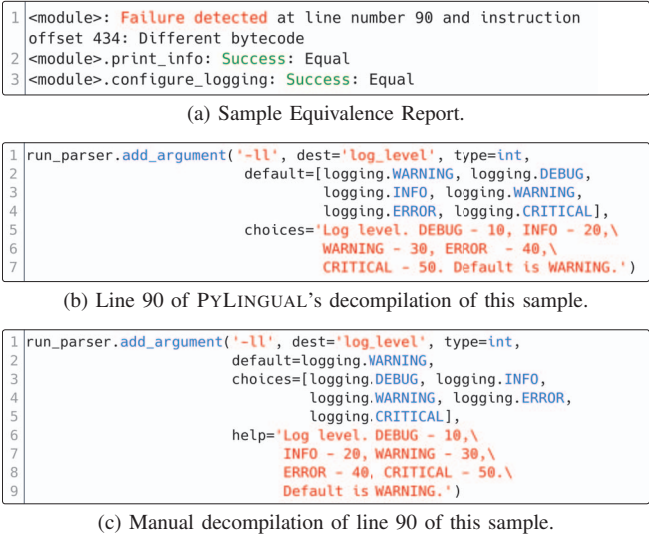 1 <module>: Failure detected at line number 90 and instruction
offset 434: Different bytecode
2 <module>.print_info: Success: Equal
3 <module>.configure_logging: Success: Equal
(a) Sample Equivalence Report.
1 run_parser.add_argument('-ll', dest='log_level', type=int,
2 default=[logging.WARNING, logging.DEBUG,
3 logging.INFO, logging.WARNING,
4 logging.ERROR, logging.CRITICAL],
5 choices='Log level. DEBUG - 10, INFO - 20,\
6 WARNING - 30, ERROR  - 40,\
7 CRITICAL - 50. Default is WARNING.')
(b) Line 90 of PYLINGUAL's decompilation of this sample.
1 run_parser.add_argument('-ll', dest='log_level', type=int,
2 default=logging.WARNING,
3 choices=[logging.DEBUG, logging.INFO,
4 logging.WARNING, logging.ERROR,
5 logging.CRITICAL],
6 help='Log level. DEBUG - 10,\
7 INFO - 20, WARNING - 30,\
8 ERROR - 40, CRITICAL - 50.\
9 Default is WARNING.')
(c) Manual decompilation of line 90 of this sample.